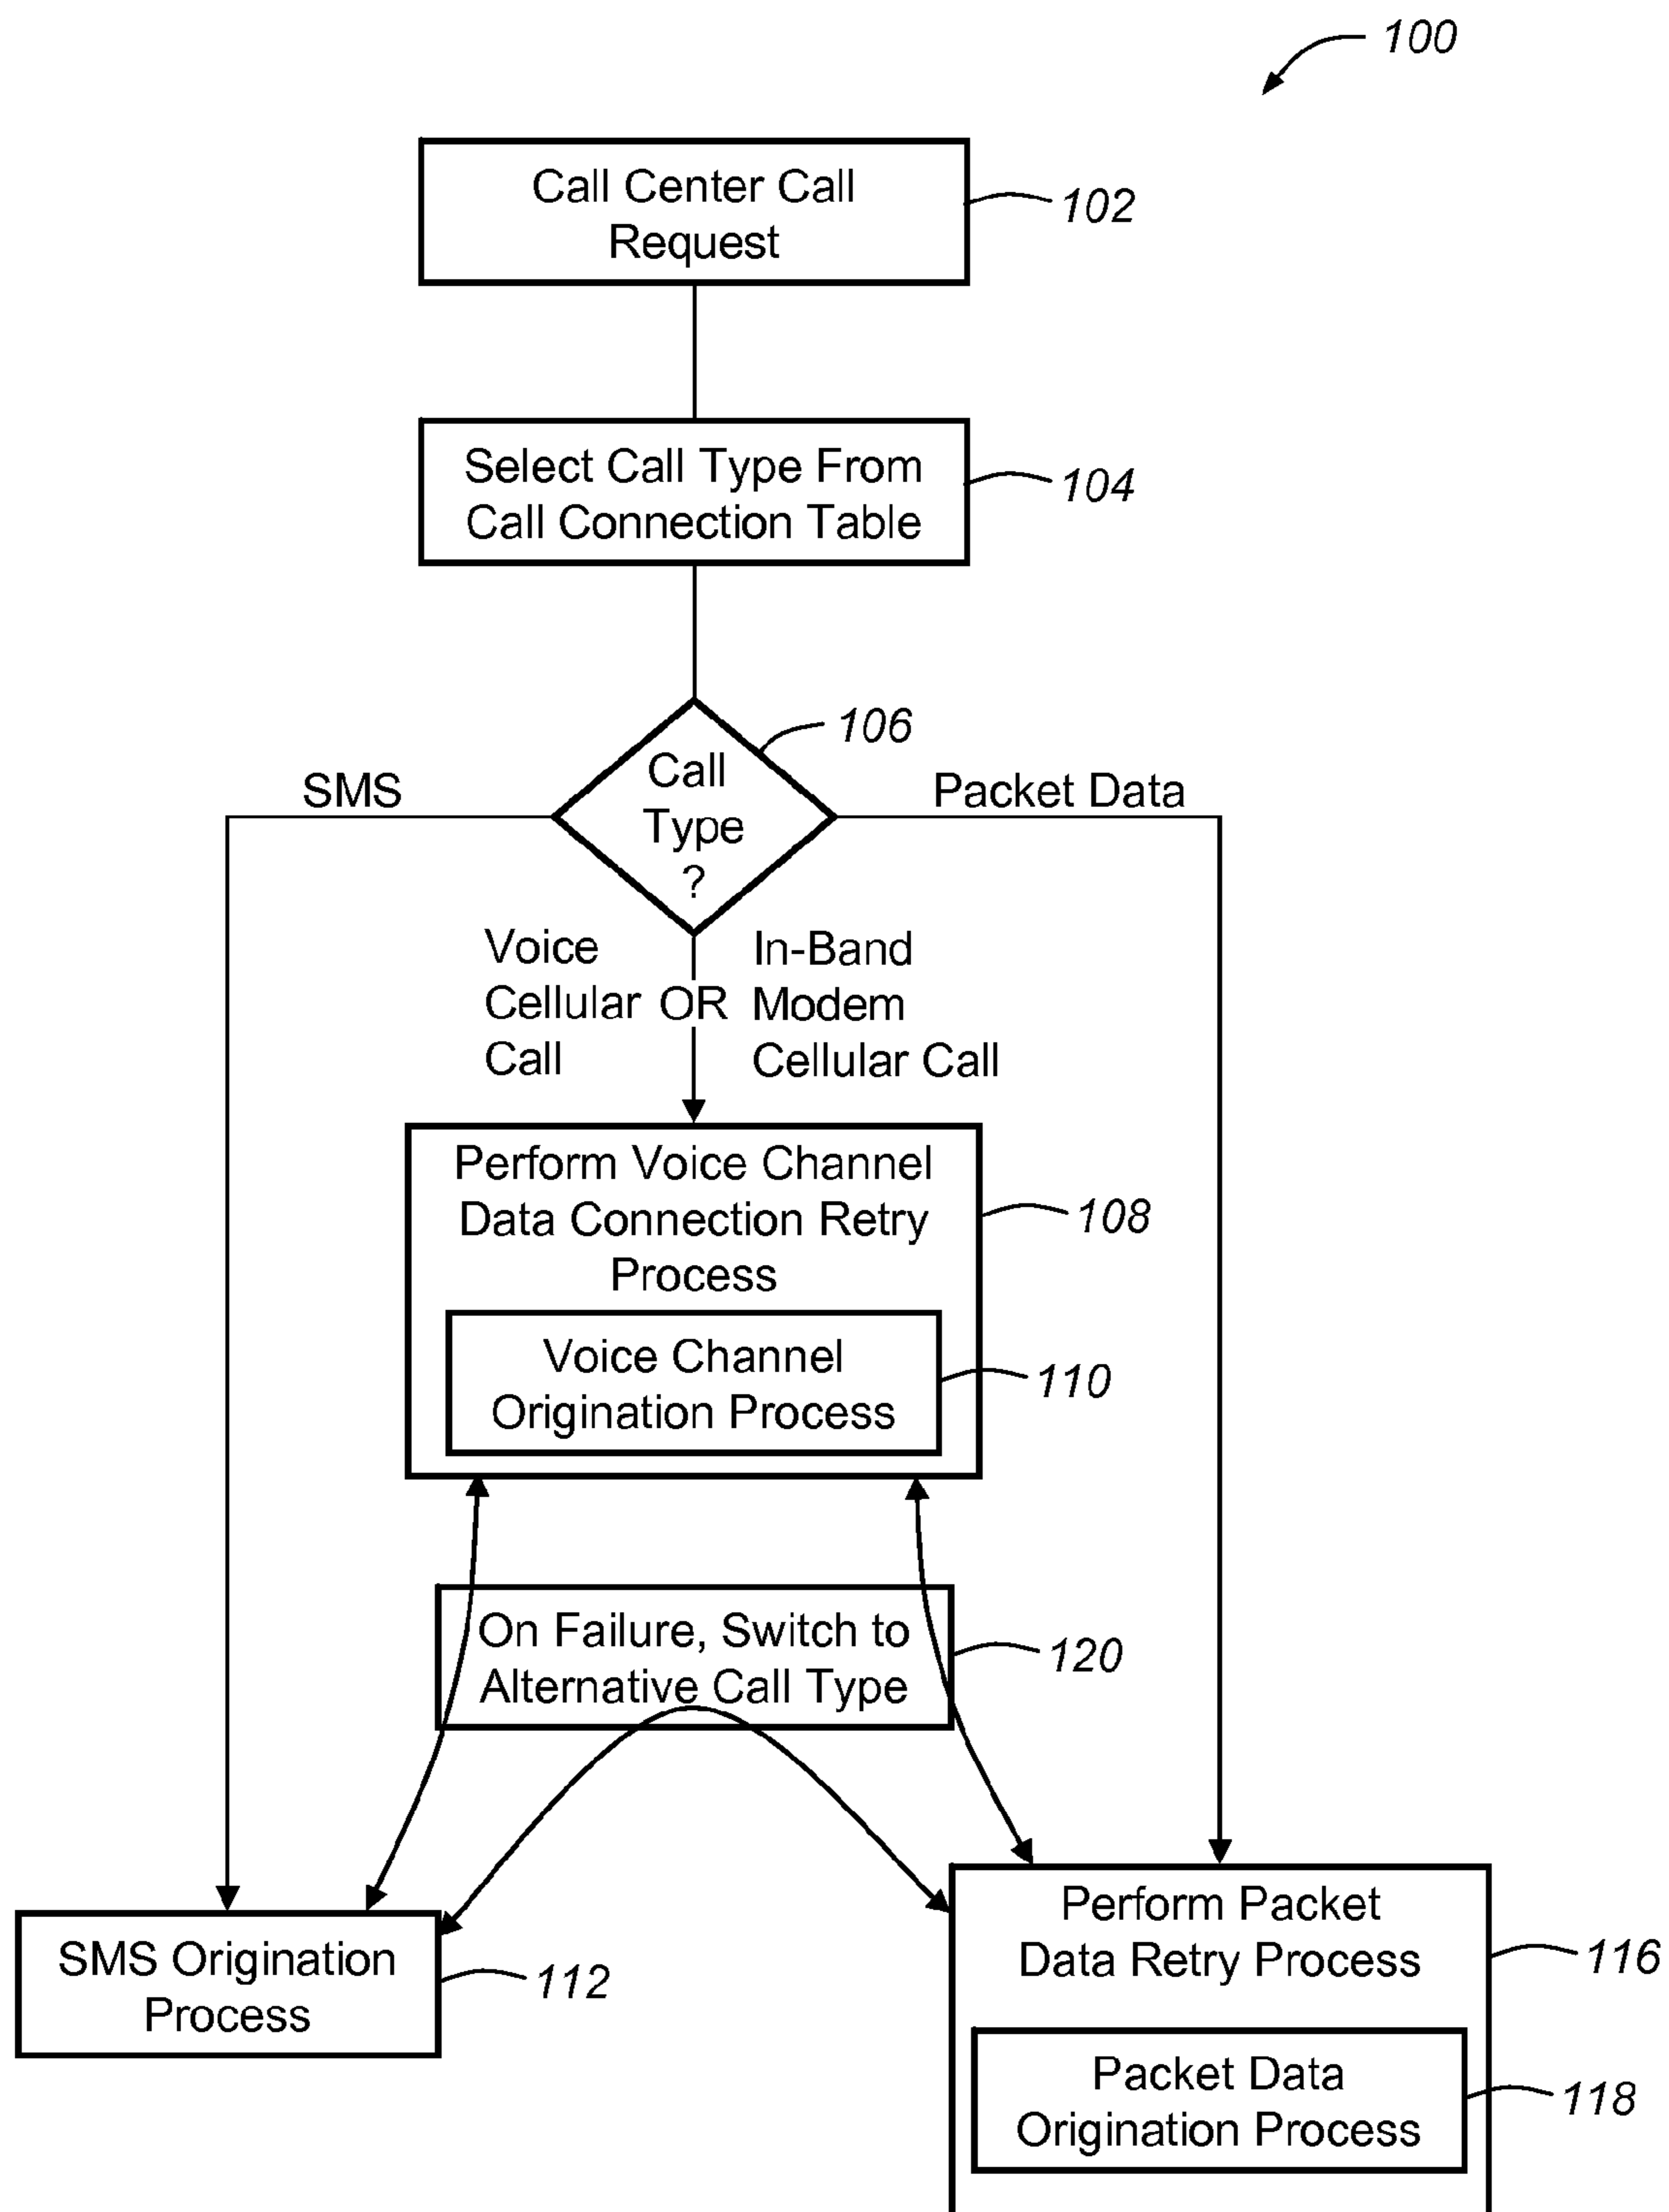 100
Call Center Call
Request
102
Select Call Type From
Call Connection Table
104
106
Call
Type
?
SMS
Packet Data
Voice
Cellular
Call
OR
In-Band
Modem
Cellular Call
Perform Voice Channel
Data Connection Retry
Process
108
Voice Channel
Origination Process
110
On Failure, Switch to
Alternative Call Type
120
SMS Origination
Process
112
Perform Packet
Data Retry Process
116
Packet Data
Origination Process
118